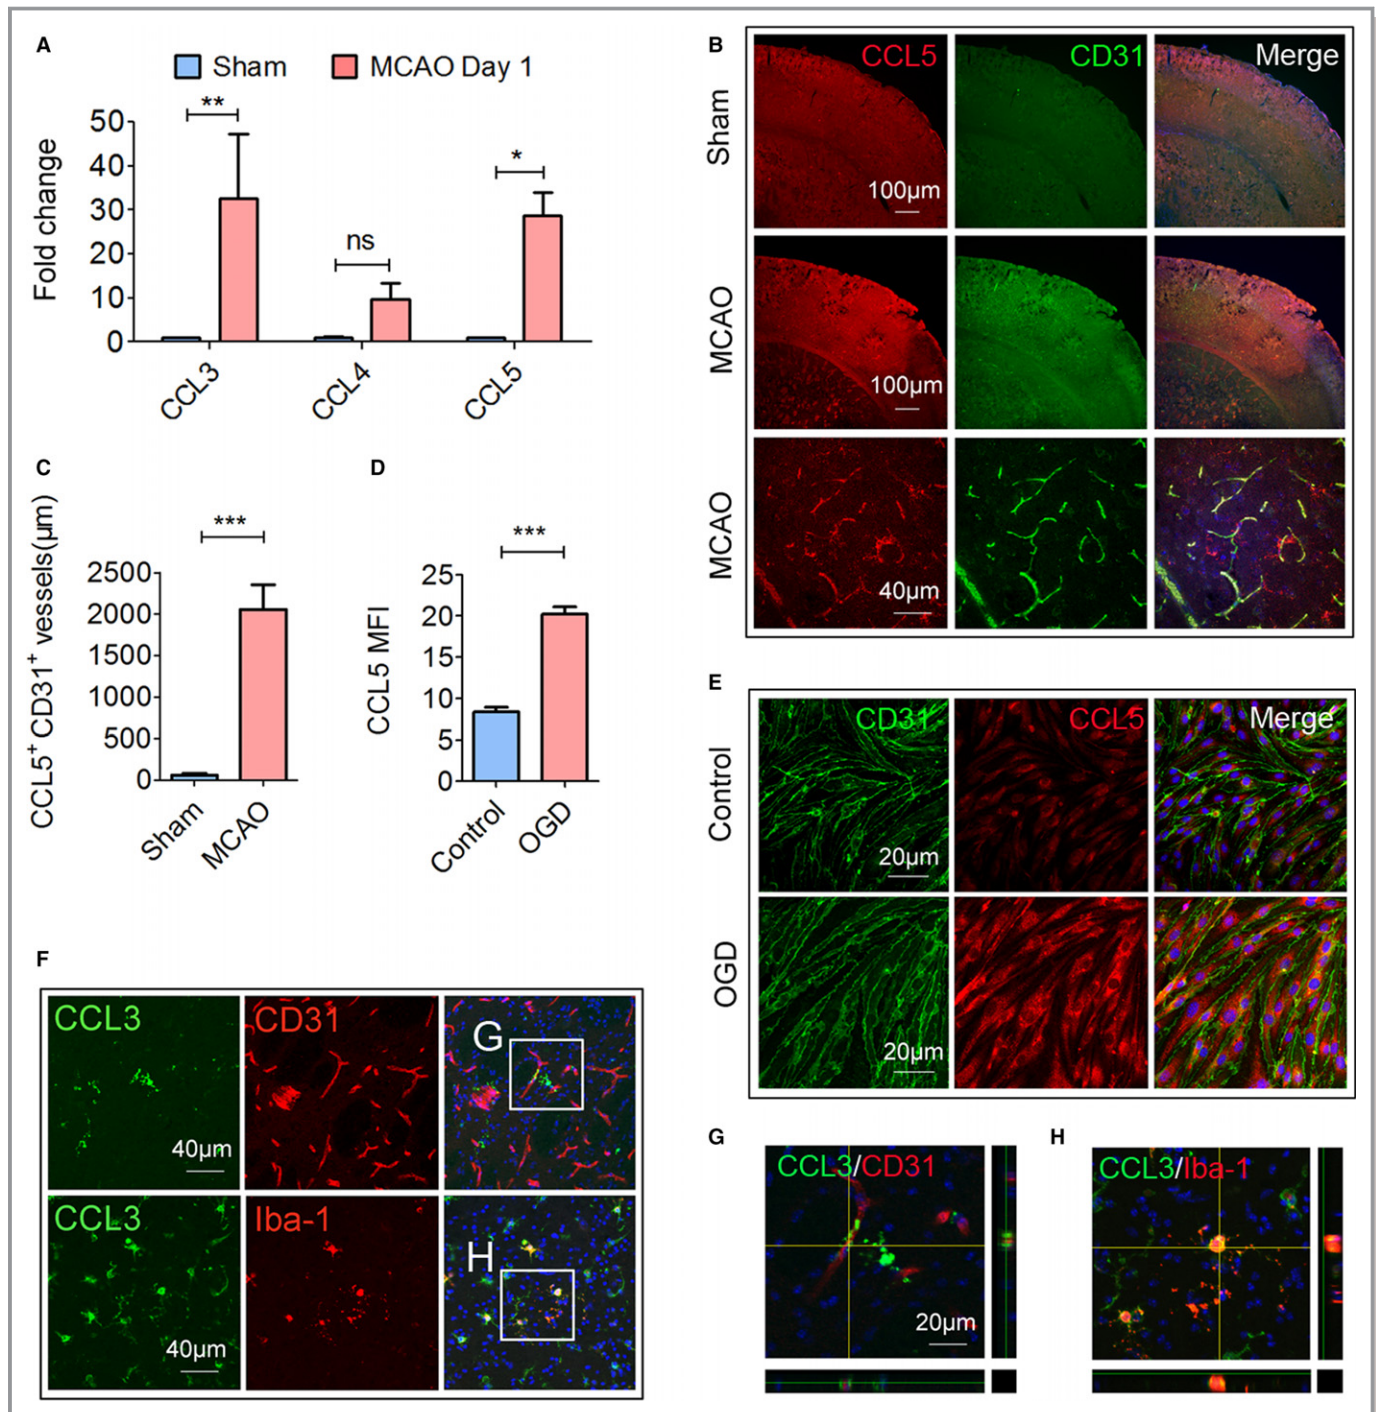 A
Sham
MCAO Day 1
Fold change
50
40
30
20
10
0
**
ns
*
CCL3
CCL4
CCL5
B
CCL5
CD31
Merge
Sham
100µm
MCAO
100µm
MCAO
40µm
C
CCL5+ CD31+ vessels(µm)
2500
2000
1500
1000
500
0
***
Sham
MCAO
D
CCL5 MFI
25
20
15
10
5
0
***
Control
OGD
E
CD31
CCL5
Merge
Control
20µm
OGD
20µm
F
CCL3
CD31
G
40µm
CCL3
Iba-1
H
40µm
G
CCL3/CD31
20µm
H
CCL3/Iba-1